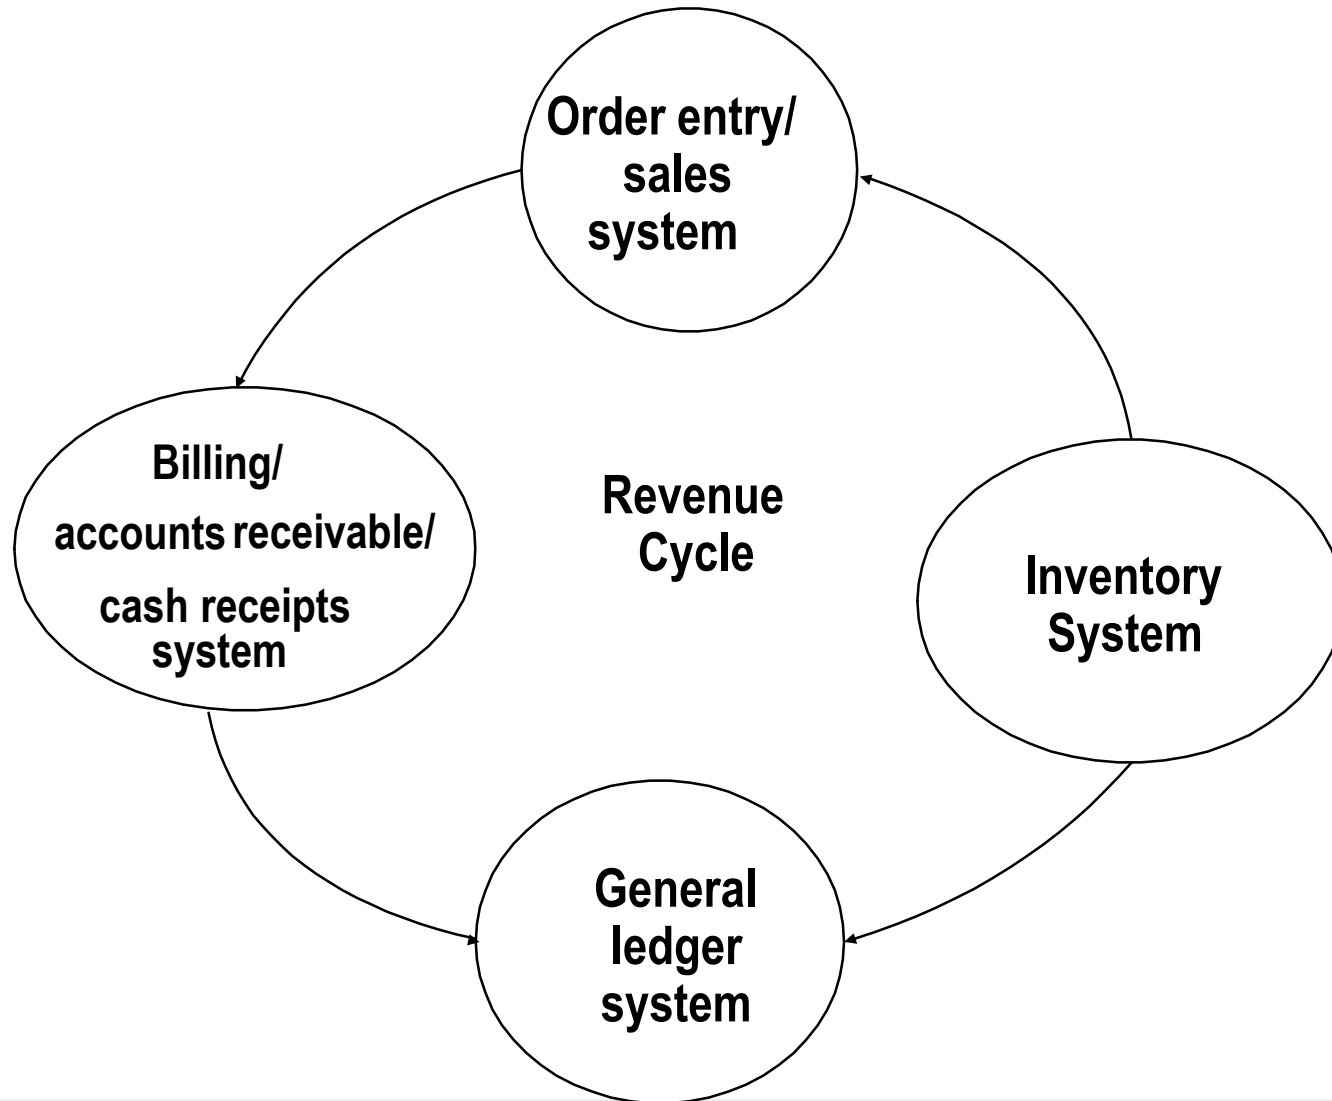 Order entry/
sales
system
Billing/
accounts receivable/
cash receipts
system
Revenue
Cycle
Inventory
System
General
ledger
system